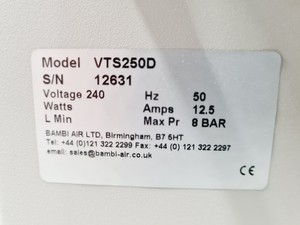 Model VTS250D
S/N 12631
Voltage 240 Hz 50
Watts Amps 12.5
L Min Max Pr 8 BAR
BAMBI AIR LTD, Birmingham, B7 5HT
Tel: +44 (0)121 322 2299 Fax: +44 (0)121 322 2297
email: sales@bambi-air.co.uk
CE